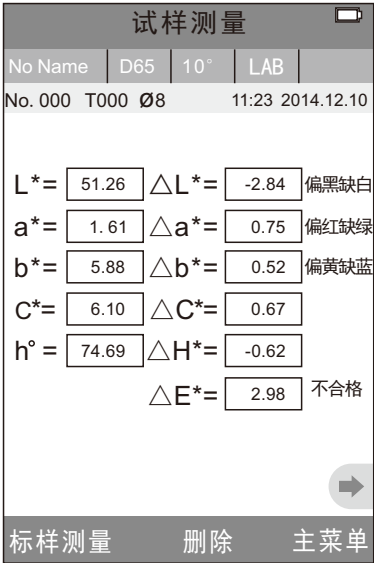 试样测量
No Name D65 10° LAB
No. 000 T000 Ø8 11:23 2014.12.10
L*= 51.26 △L*= -2.84 偏黑缺白
a*= 1.61 △a*= 0.75 偏红缺绿
b*= 5.88 △b*= 0.52 偏黄缺蓝
C*= 6.10 △C*= 0.67
h°= 74.69 △H*= -0.62
△E*= 2.98 不合格
标样测量 删除 主菜单